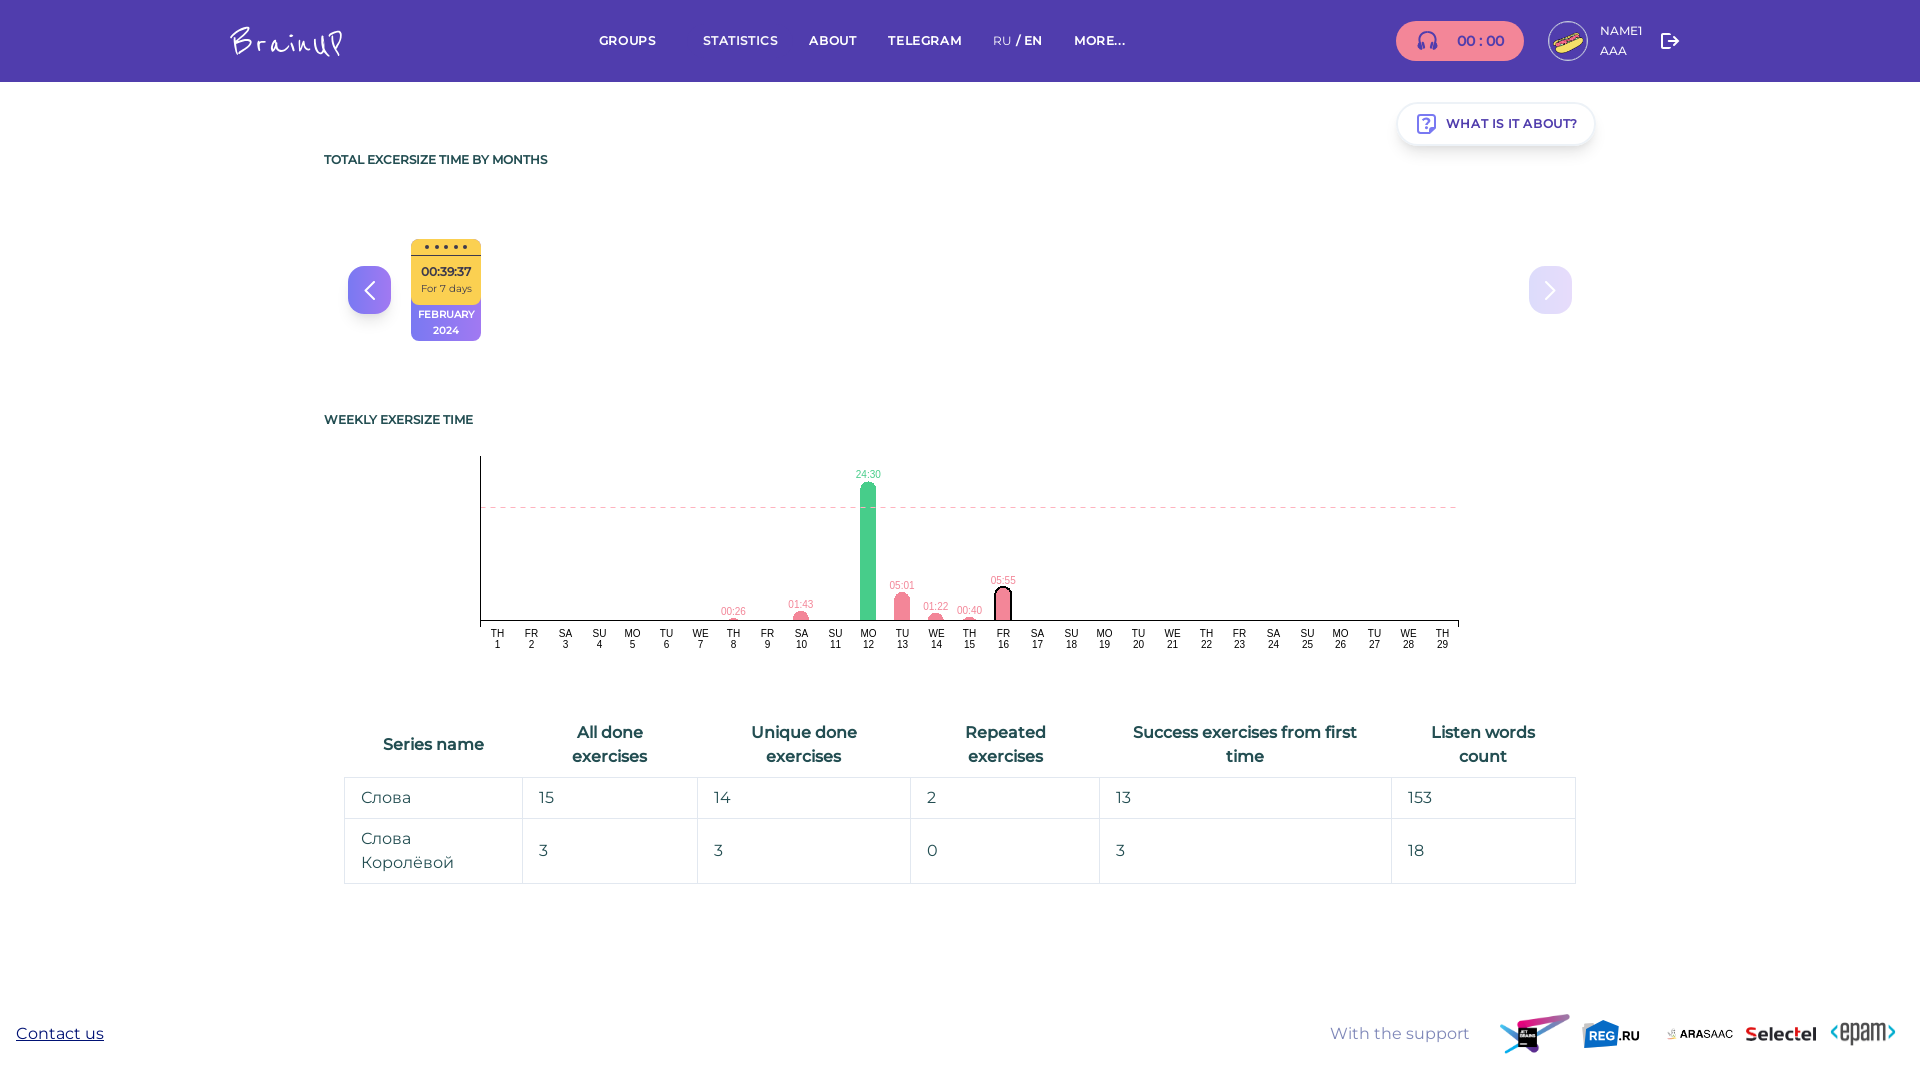 BrainUP
GROUPS STATISTICS ABOUT TELEGRAM RU / EN MORE...
00 : 00
NAME1
AAA
WHAT IS IT ABOUT?
TOTAL EXCERSIZE TIME BY MONTHS
00:39:37
For 7 days
FEBRUARY
2024
WEEKLY EXERSIZE TIME
24:30
05:55
05:01
01:43
01:22
00:40
00:26
TH FR SA SU MO TU WE TH FR SA SU MO TU WE TH FR SA SU MO TU WE TH FR SA SU MO TU WE TH
1 2 3 4 5 6 7 8 9 10 11 12 13 14 15 16 17 18 19 20 21 22 23 24 25 26 27 28 29
Series name
All done
exercises
Unique done
exercises
Repeated
exercises
Success exercises from first
time
Listen words
count
Слова 15 14 2 13 153
Слова
Королёвой
3 3 0 3 18
Contact us
With the support
REG.RU
ARASAAC
Selectel
<epam>